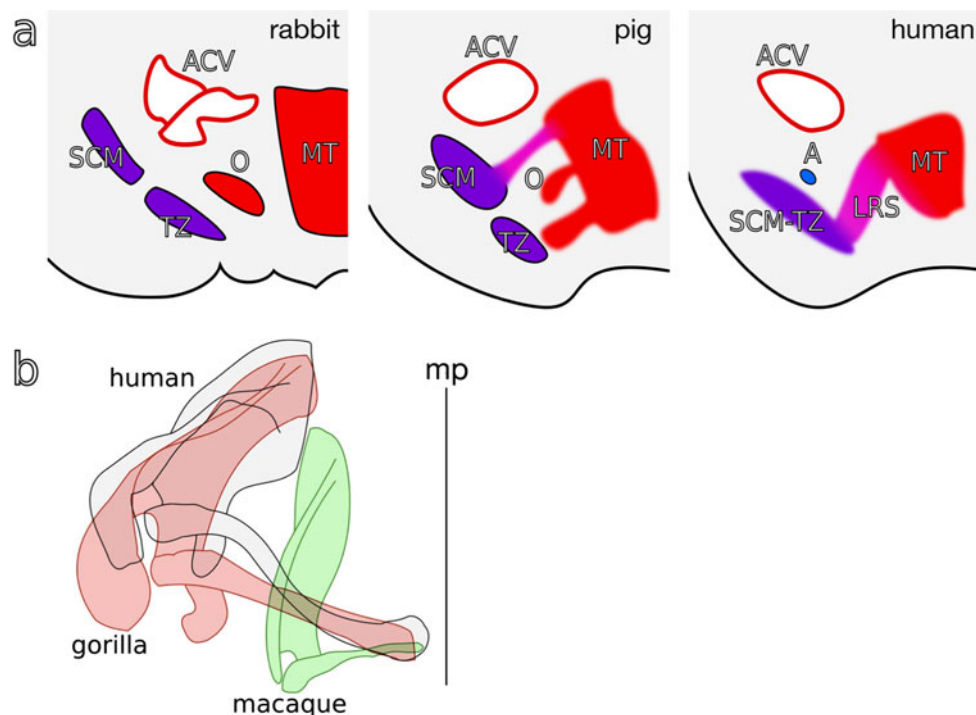 a
rabbit
ACV
SCM
TZ
O
MT
pig
ACV
SCM
O
TZ
MT
human
ACV
A
SCM-TZ
LRS
MT
b
human
mp
gorilla
macaque